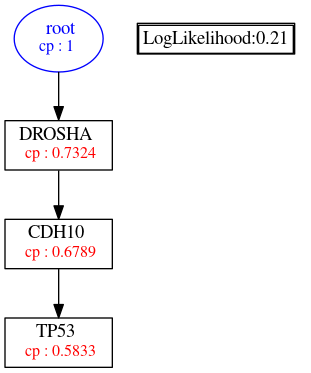 root
cp : 1
LogLikelihood:0.21
DROSHA
cp : 0.7324
CDH10
cp : 0.6789
TP53
cp : 0.5833